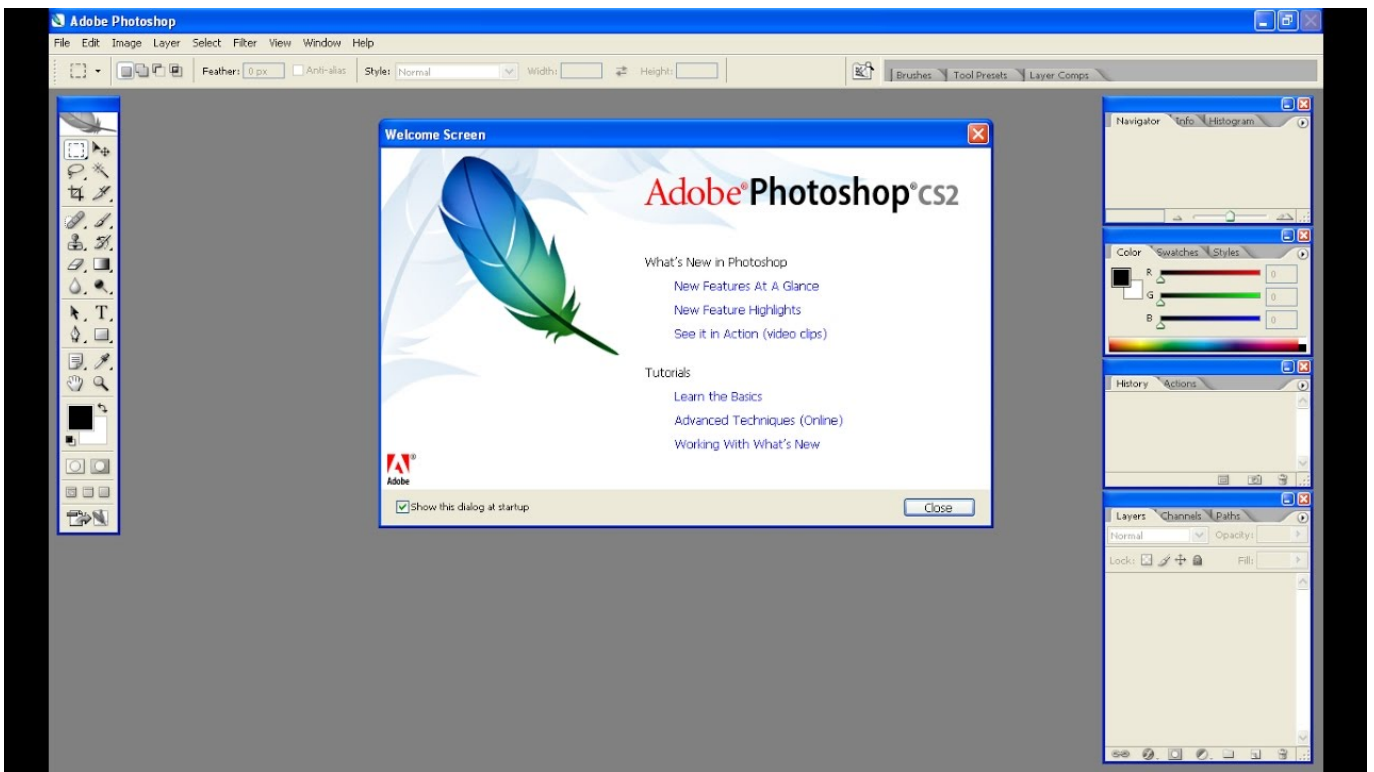 Adobe Photoshop
File Edit Image Layer Select Filter View Window Help
Feather: 0 px Anti-alias Style: Normal Width: Height: Brushes Tool Presets Layer Comps
Navigator Info Histogram
Welcome Screen
Adobe® Photoshop® CS2
What's New in Photoshop
New Features At A Glance
New Feature Highlights
See it in Action (video clips)
Tutorials
Learn the Basics
Advanced Techniques (Online)
Working With What's New
Adobe
Show this dialog at startup
Close
Color Swatches Styles
R 0
G 0
B 0
History Actions
Layers Channels Paths
Normal Opacity:
Lock: Fill:
T